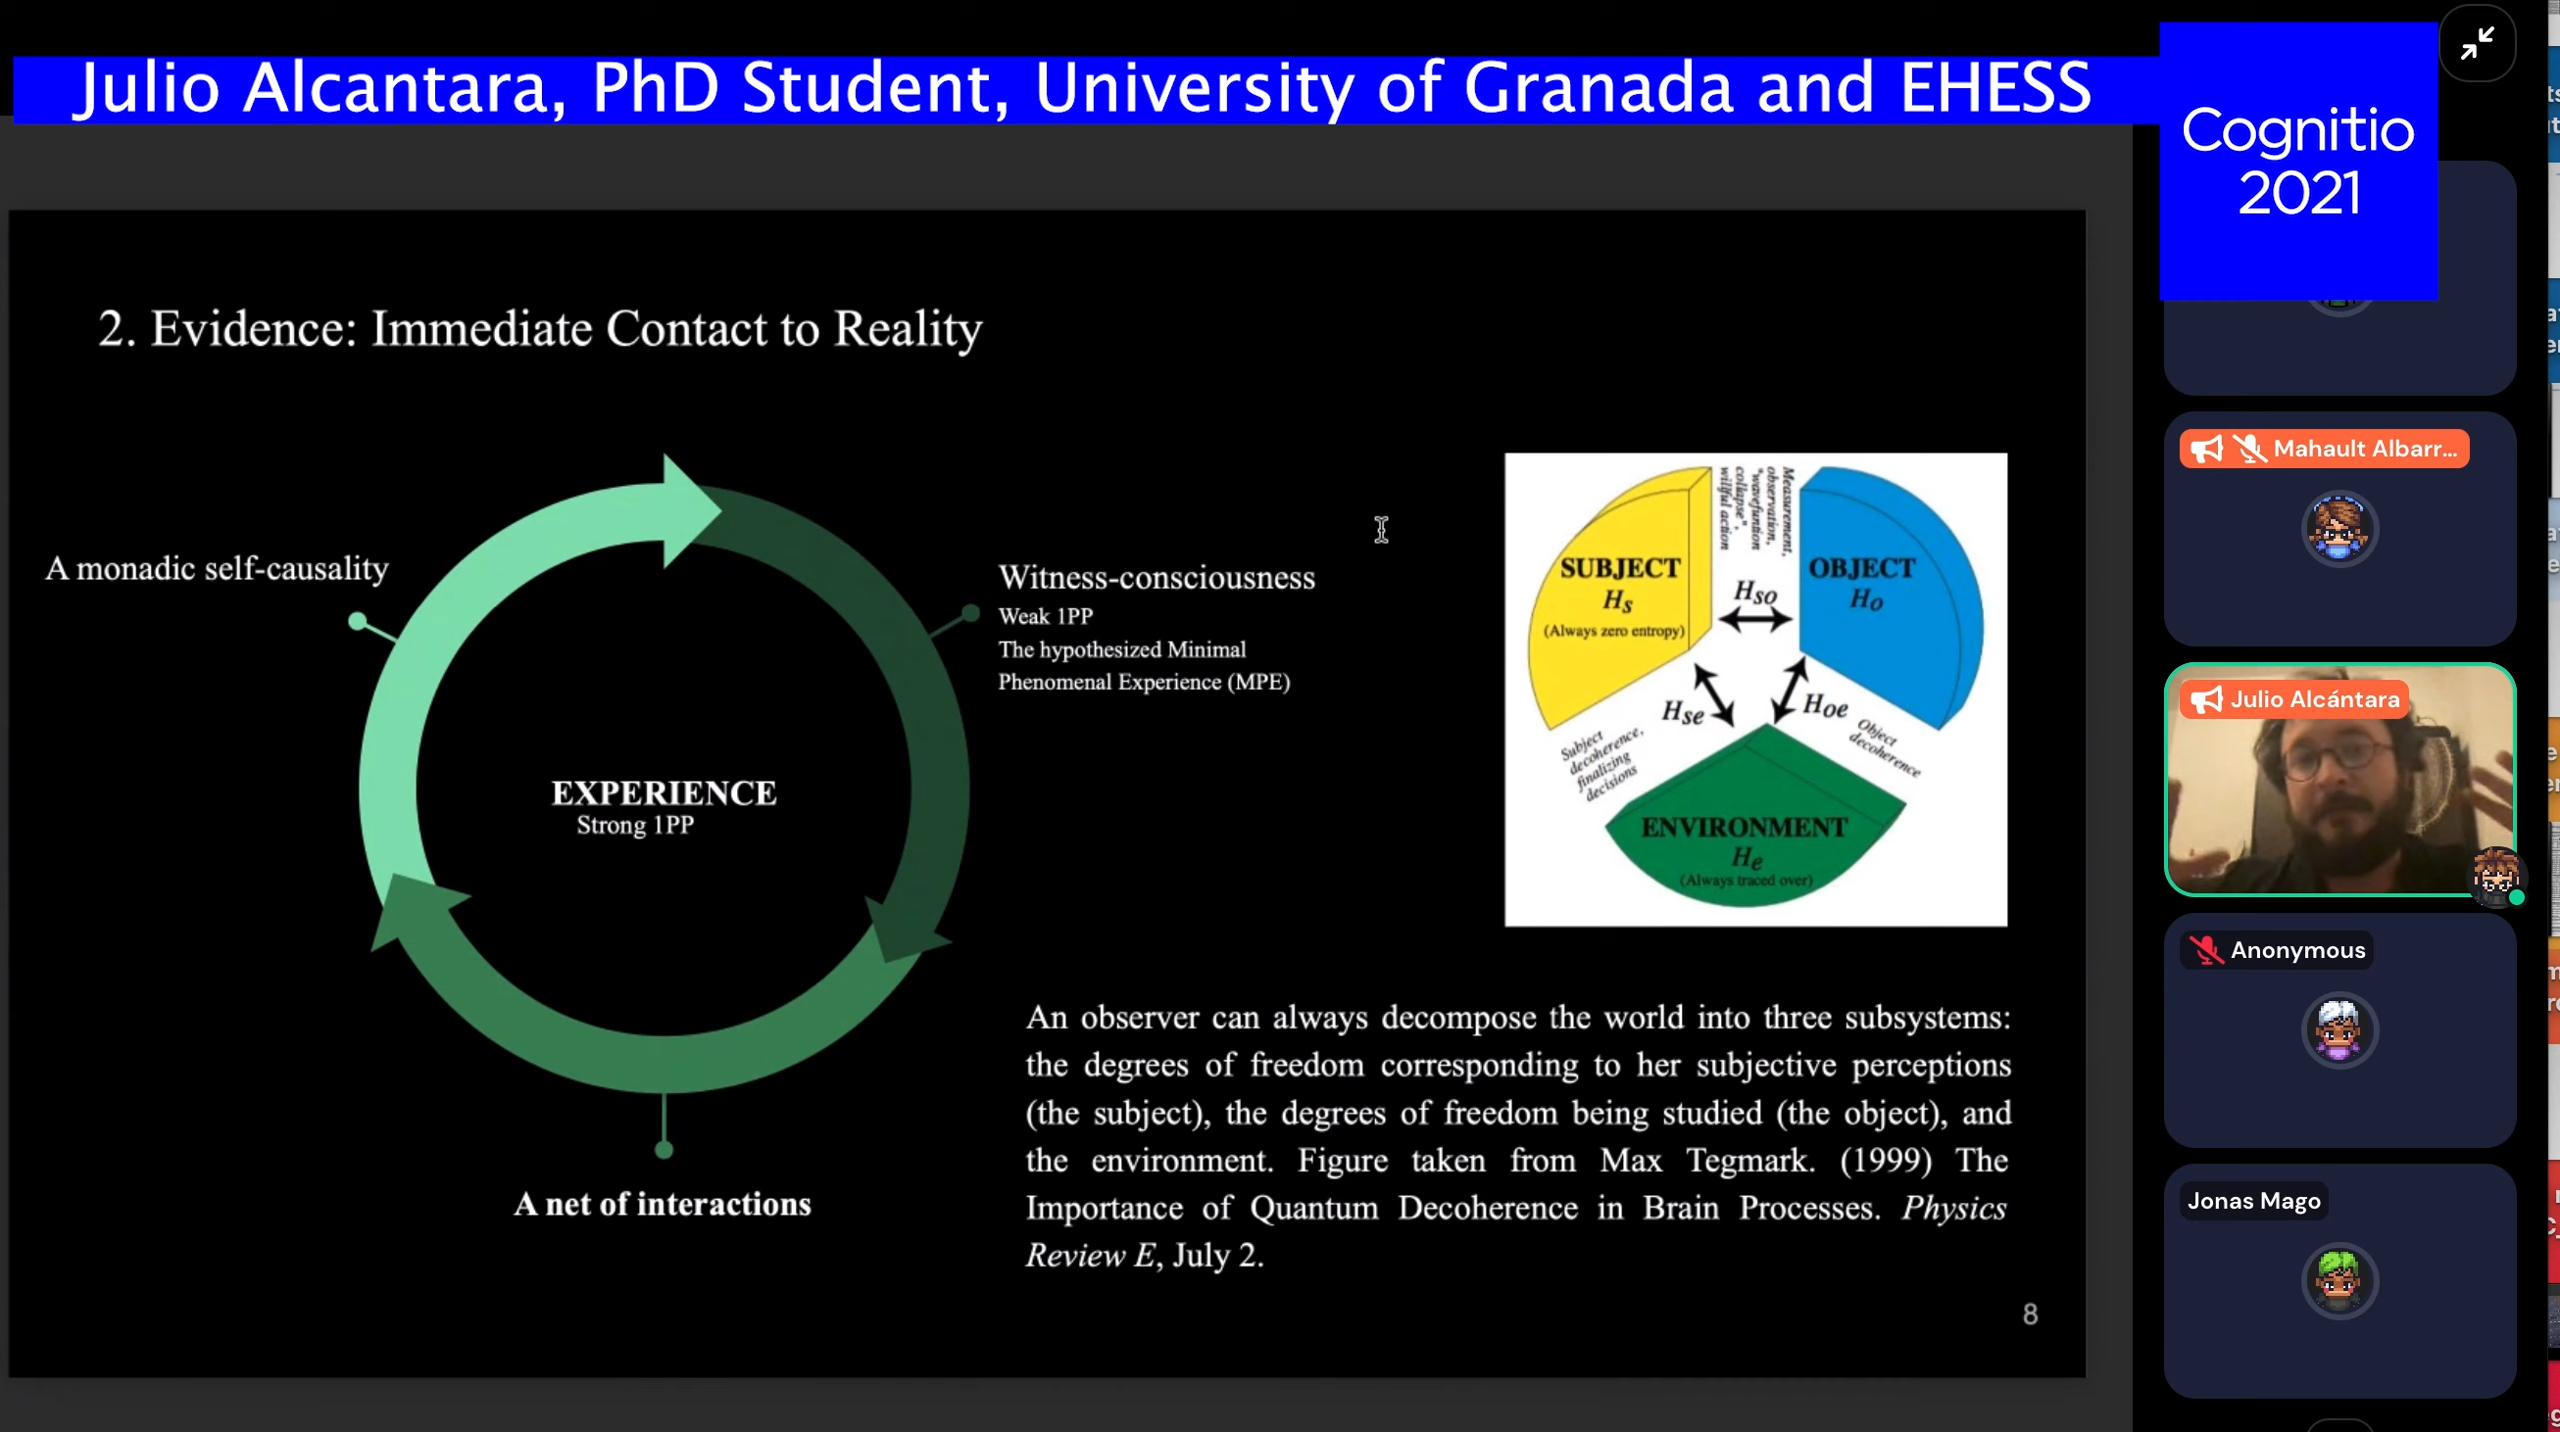 Julio Alcantara, PhD Student, University of Granada and EHESS
Cognitio
2021
2. Evidence: Immediate Contact to Reality
A monadic self-causality
Witness-consciousness
Weak 1PP
The hypothesized Minimal
Phenomenal Experience (MPE)
EXPERIENCE
Strong 1PP
A net of interactions
Measurement,
observation,
"wavefuntion
collapse",
willful action
SUBJECT
Hs
(Always zero entropy)
OBJECT
Ho
Hso
Hse
Hoe
Subject
decoherence,
finalizing
decisions
Object
decoherence
ENVIRONMENT
He
(Always traced over)
An observer can always decompose the world into three subsystems:
the degrees of freedom corresponding to her subjective perceptions
(the subject), the degrees of freedom being studied (the object), and
the environment. Figure taken from Max Tegmark. (1999) The
Importance of Quantum Decoherence in Brain Processes. Physics
Review E, July 2.
8
Mahault Albarr...
Julio Alcántara
Anonymous
Jonas Mago